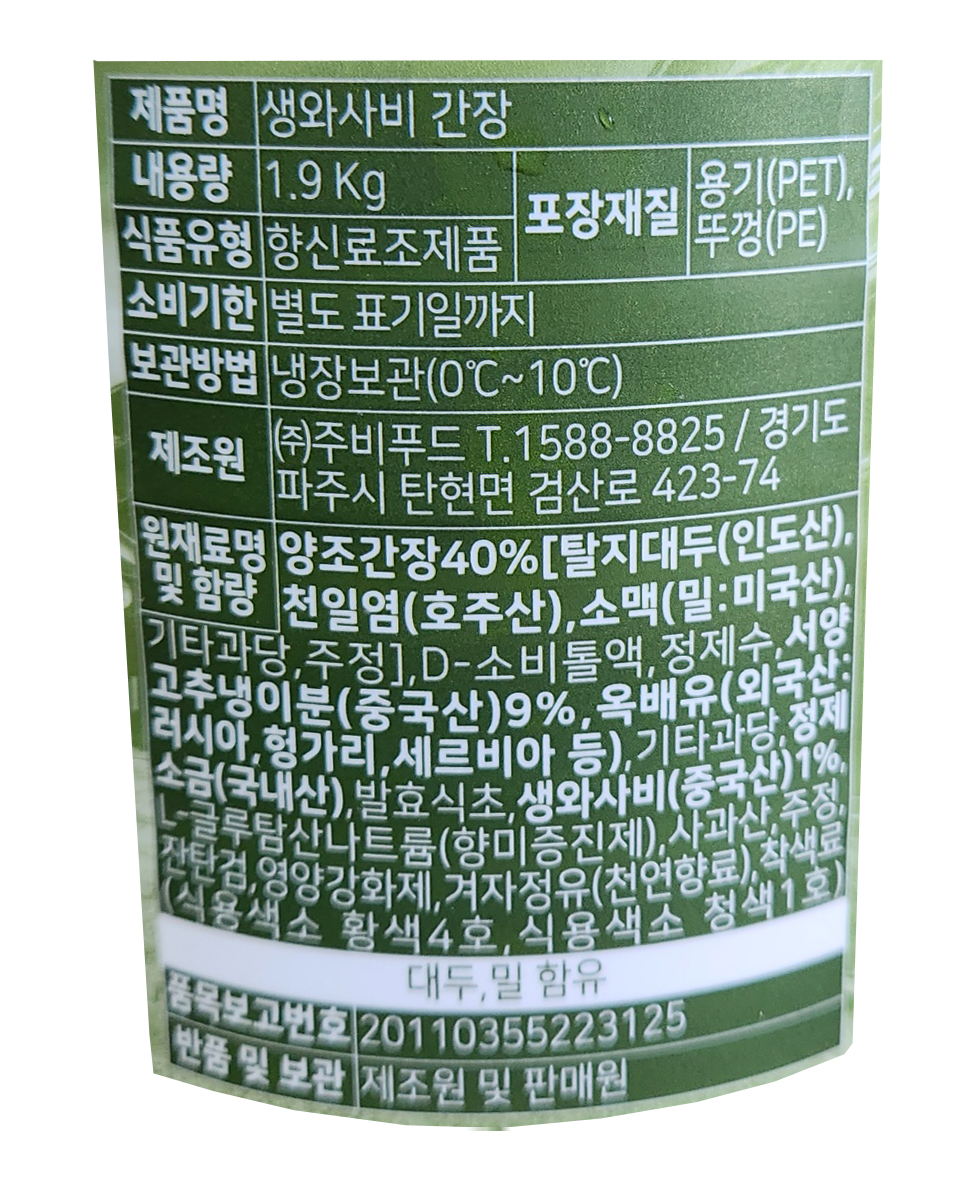 제품명 생와사비 간장
내용량 1.9 Kg 포장재질 용기(PET), 뚜껑(PE)
식품유형 향신료조제품
소비기한 별도 표기일까지
보관방법 냉장보관(0℃~10℃)
제조원 ㈜주비푸드 T.1588-8825 / 경기도
파주시 탄현면 검산로 423-74
원재료명 및 함량 양조간장40%[탈지대두(인도산),
천일염(호주산),소맥(밀:미국산),
기타과당,주정],D-소비톨액,정제수,서양
고추냉이분(중국산)9%,옥배유(외국산:
러시아,헝가리,세르비아 등),기타과당,정제
소금(국내산),발효식초,생와사비(중국산)1%,
L-글루탐산나트륨(향미증진제),사과산,주정,
잔탄검,영양강화제,겨자정유(천연향료),착색료
(식용색소 황색4호,식용색소 청색1호)
대두,밀 함유
품목보고번호 20110355223125
반품 및 보관 제조원 및 판매원